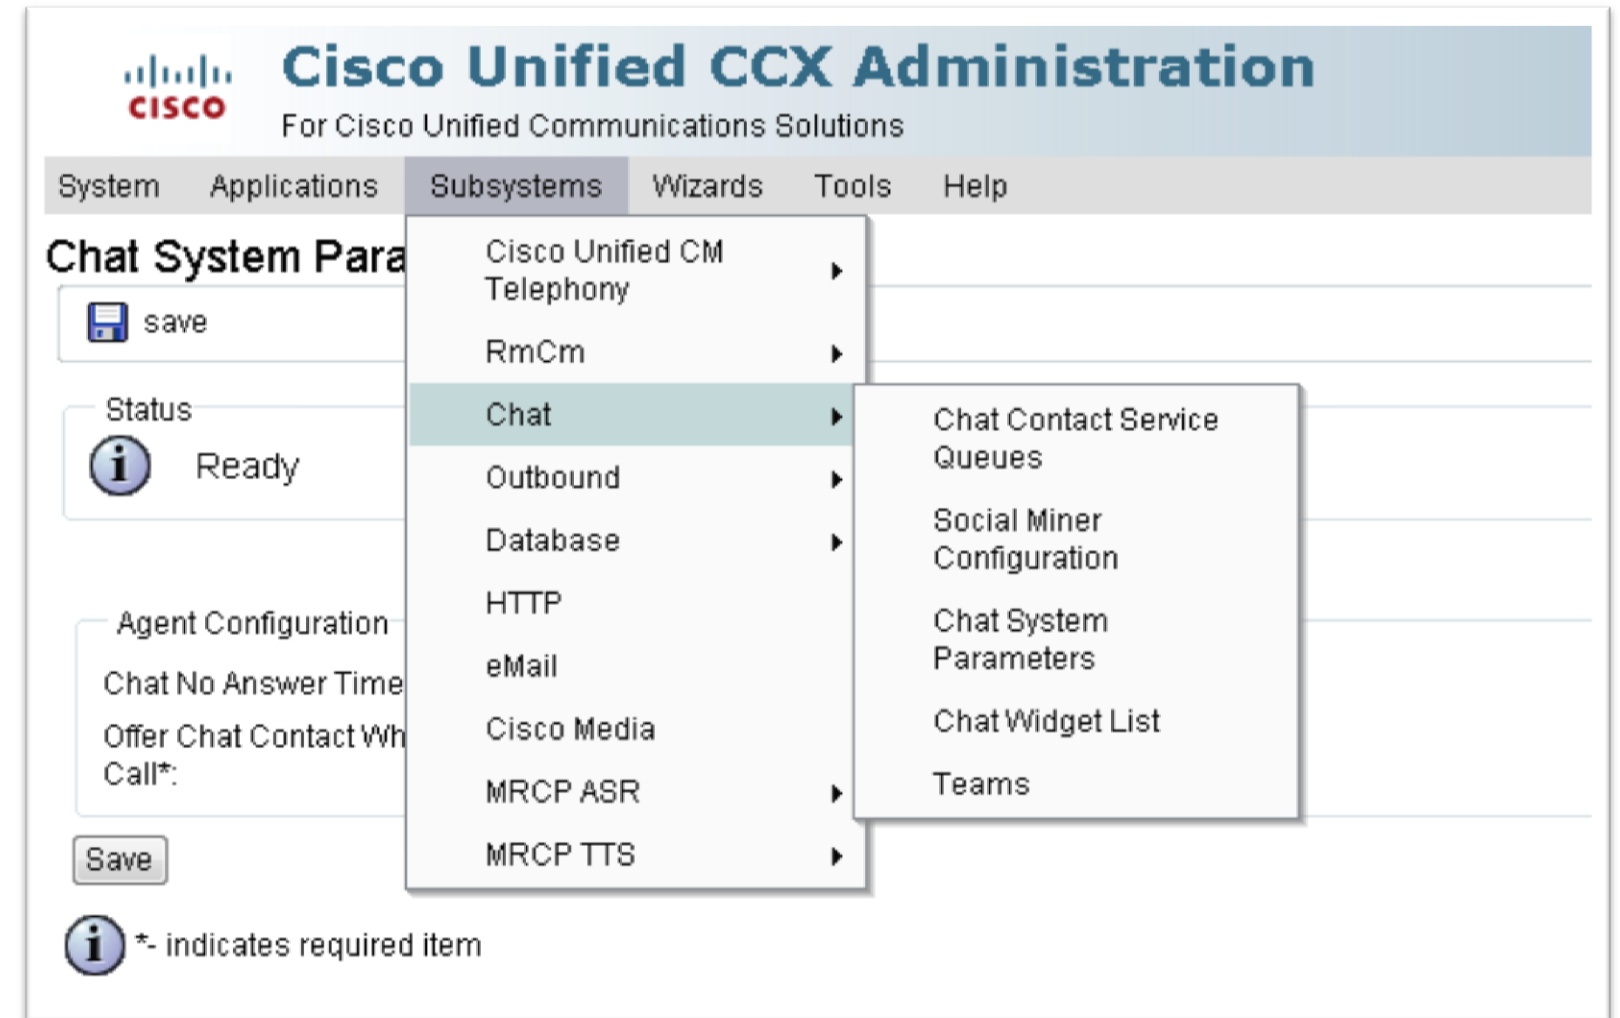 CISCO
Cisco Unified CCX Administration
For Cisco Unified Communications Solutions
System Applications Subsystems Wizards Tools Help
Chat System Para
save
Status
Ready
Agent Configuration
Chat No Answer Time
Offer Chat Contact Wh
Call*:
Save
*- indicates required item
Cisco Unified CM
Telephony
RmCm
Chat
Outbound
Database
HTTP
eMail
Cisco Media
MRCP ASR
MRCP TTS
Chat Contact Service
Queues
Social Miner
Configuration
Chat System
Parameters
Chat Widget List
Teams